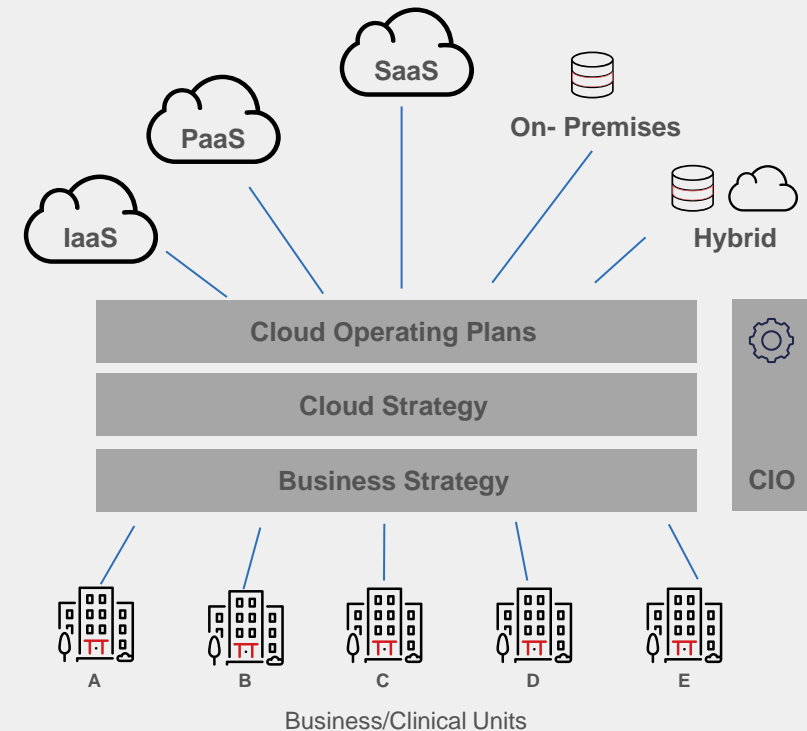 SaaS
PaaS
On- Premises
IaaS
Hybrid
Cloud Operating Plans
Cloud Strategy
Business Strategy
CIO
A
B
C
D
E
Business/Clinical Units